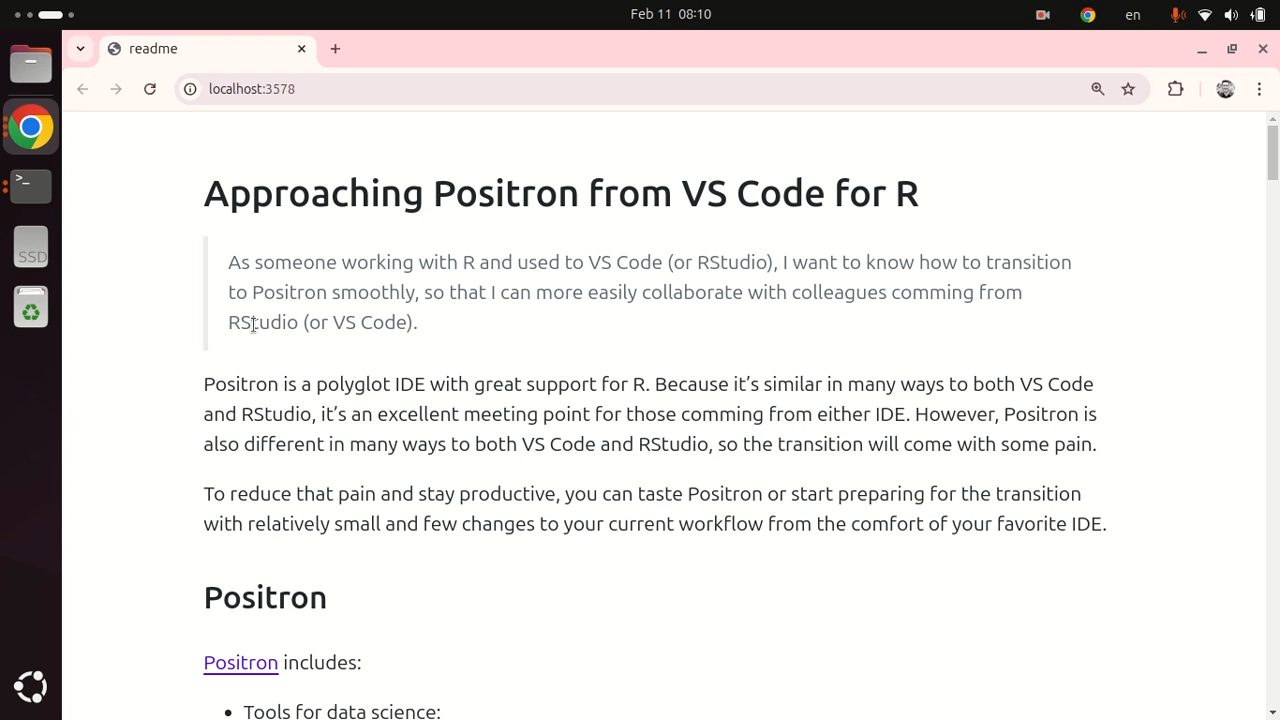 Feb 11 08:10
en
readme
localhost:3578
Approaching Positron from VS Code for R
As someone working with R and used to VS Code (or RStudio), I want to know how to transition
to Positron smoothly, so that I can more easily collaborate with colleagues comming from
RStudio (or VS Code).
Positron is a polyglot IDE with great support for R. Because it’s similar in many ways to both VS Code
and RStudio, it’s an excellent meeting point for those comming from either IDE. However, Positron is
also different in many ways to both VS Code and RStudio, so the transition will come with some pain.
To reduce that pain and stay productive, you can taste Positron or start preparing for the transition
with relatively small and few changes to your current workflow from the comfort of your favorite IDE.
Positron
Positron includes:
• Tools for data science:
SSD